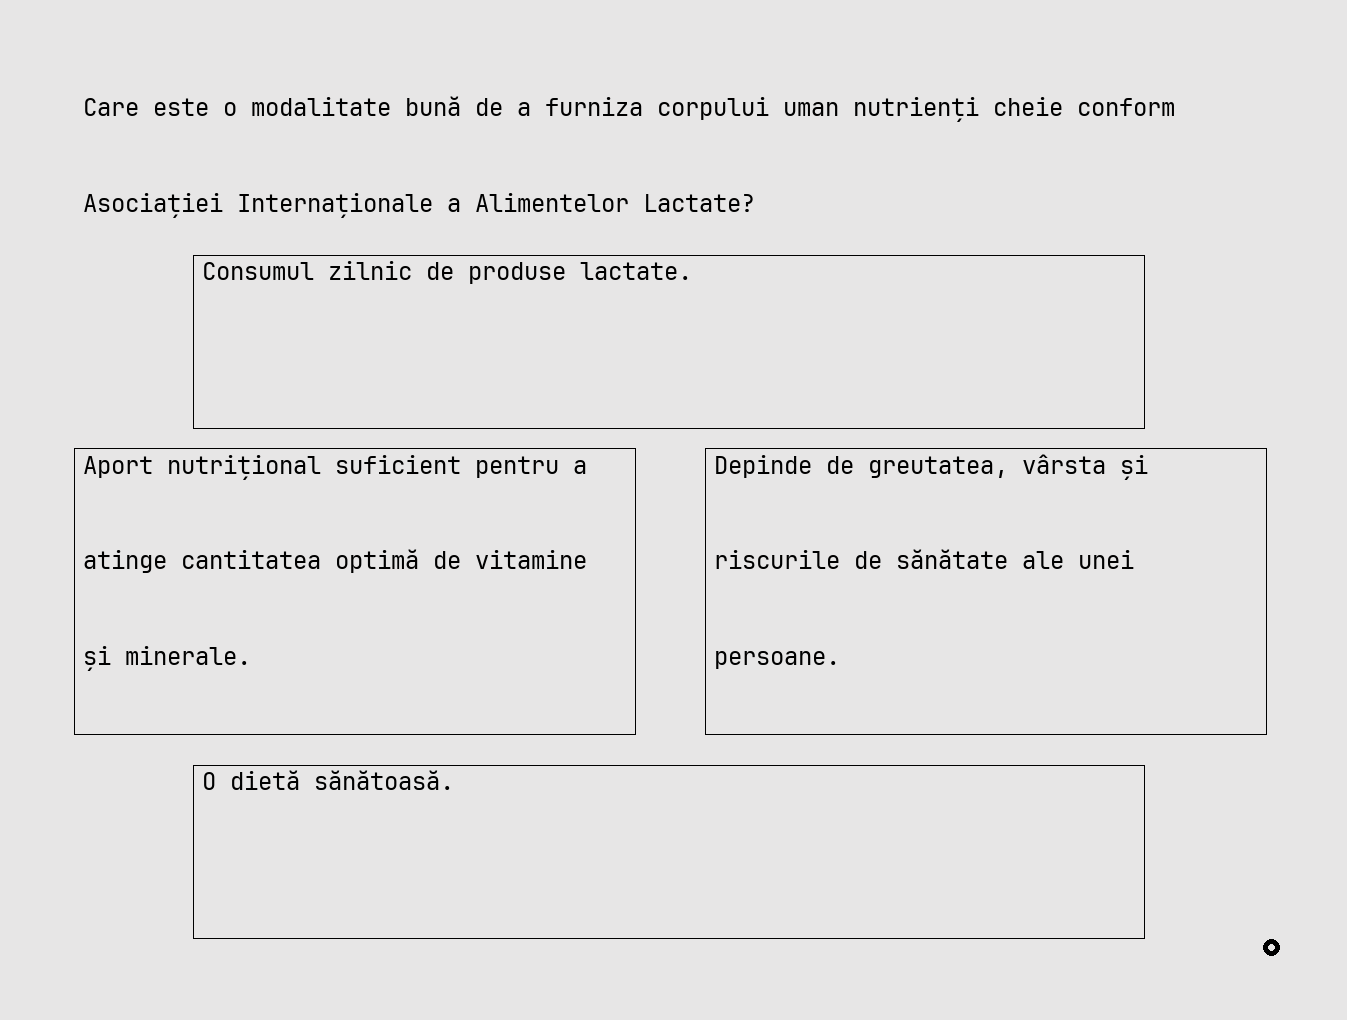 Care este o modalitate bună de a furniza corpului uman nutrienți cheie conform
Asociației Internaționale a Alimentelor Lactate?
Consumul zilnic de produse lactate.
Aport nutrițional suficient pentru a
atinge cantitatea optimă de vitamine
și minerale.
Depinde de greutatea, vârsta și
riscurile de sănătate ale unei
persoane.
O dietă sănătoasă.